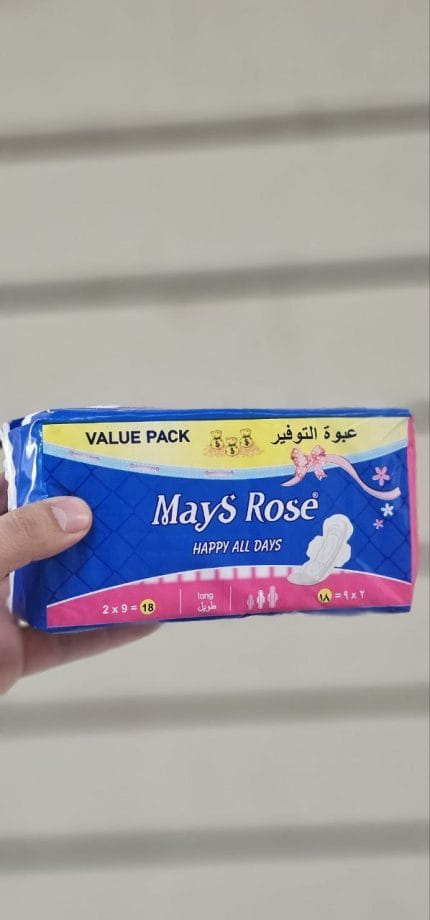 VALUE PACK
عبوة التوفير
MayS Rose®
HAPPY ALL DAYS
2 x 9 = 18
long
طويل
١٨ = ٩ x ٢